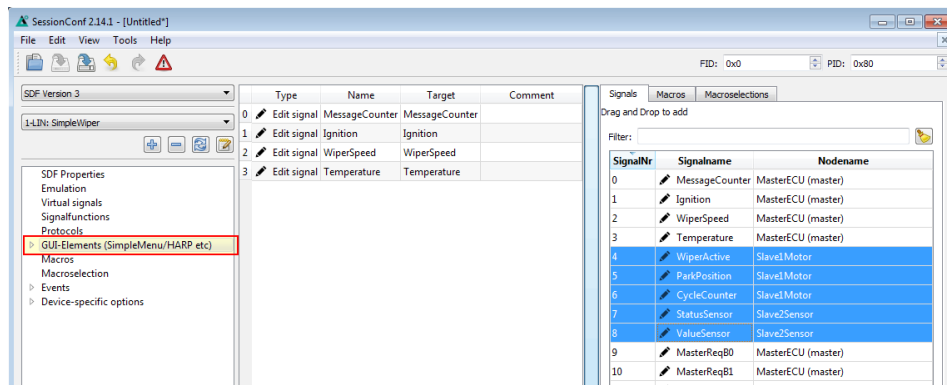 SessionConf 2.14.1 - [Untitled*]
File Edit View Tools Help
FID: 0x0 PID: 0x80
SDF Version 3
1-LIN: SimpleWiper
SDF Properties
Emulation
Virtual signals
Signalfunctions
Protocols
GUI-Elements (SimpleMenu/HARP etc)
Macros
Macroselection
Events
Device-specific options
Type Name Target Comment
0 Edit signal MessageCounter MessageCounter
1 Edit signal Ignition Ignition
2 Edit signal WiperSpeed WiperSpeed
3 Edit signal Temperature Temperature
Signals Macros Macroselections
Drag and Drop to add
Filter:
SignalNr Signalname Nodename
0 MessageCounter MasterECU (master)
1 Ignition MasterECU (master)
2 WiperSpeed MasterECU (master)
3 Temperature MasterECU (master)
4 WiperActive Slave1Motor
5 ParkPosition Slave1Motor
6 CycleCounter Slave1Motor
7 StatusSensor Slave2Sensor
8 ValueSensor Slave2Sensor
9 MasterReqB0 MasterECU (master)
10 MasterReqB1 MasterECU (master)